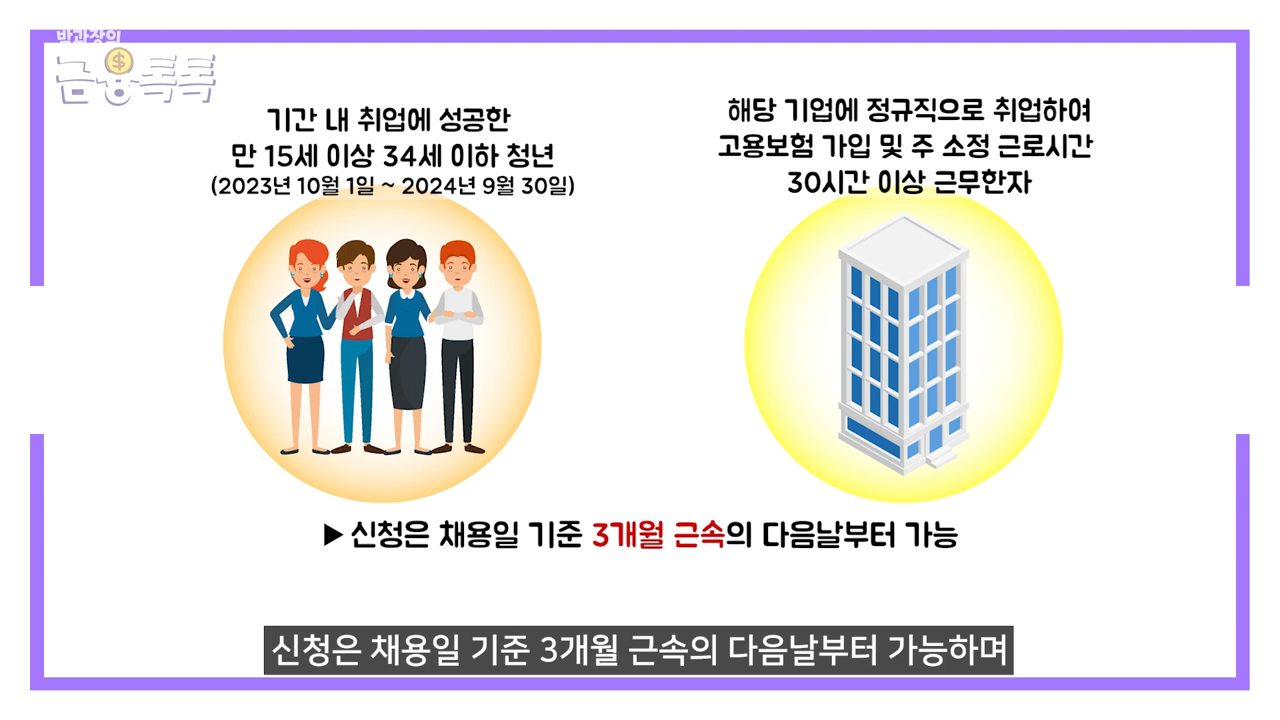 박과장의
금융톡톡
기간 내 취업에 성공한
만 15세 이상 34세 이하 청년
(2023년 10월 1일 ~ 2024년 9월 30일)
해당 기업에 정규직으로 취업하여
고용보험 가입 및 주 소정 근로시간
30시간 이상 근무한자
▶ 신청은 채용일 기준 3개월 근속의 다음날부터 가능
신청은 채용일 기준 3개월 근속의 다음날부터 가능하며